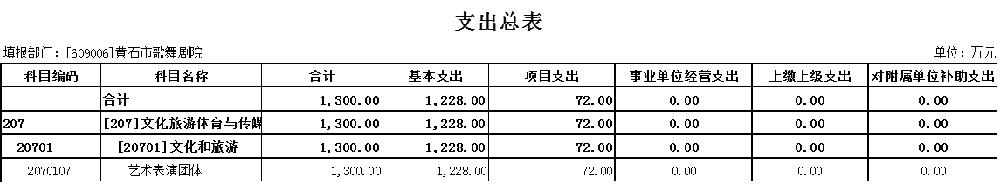 支出总表
填报部门：[609006]黄石市歌舞剧院 单位：万元
科目编码 科目名称 合计 基本支出 项目支出 事业单位经营支出 上缴上级支出 对附属单位补助支出
合计 1,300.00 1,228.00 72.00 0.00 0.00 0.00
207 [207]文化旅游体育与传媒 1,300.00 1,228.00 72.00 0.00 0.00 0.00
20701 [20701]文化和旅游 1,300.00 1,228.00 72.00 0.00 0.00 0.00
2070107 艺术表演团体 1,300.00 1,228.00 72.00 0.00 0.00 0.00